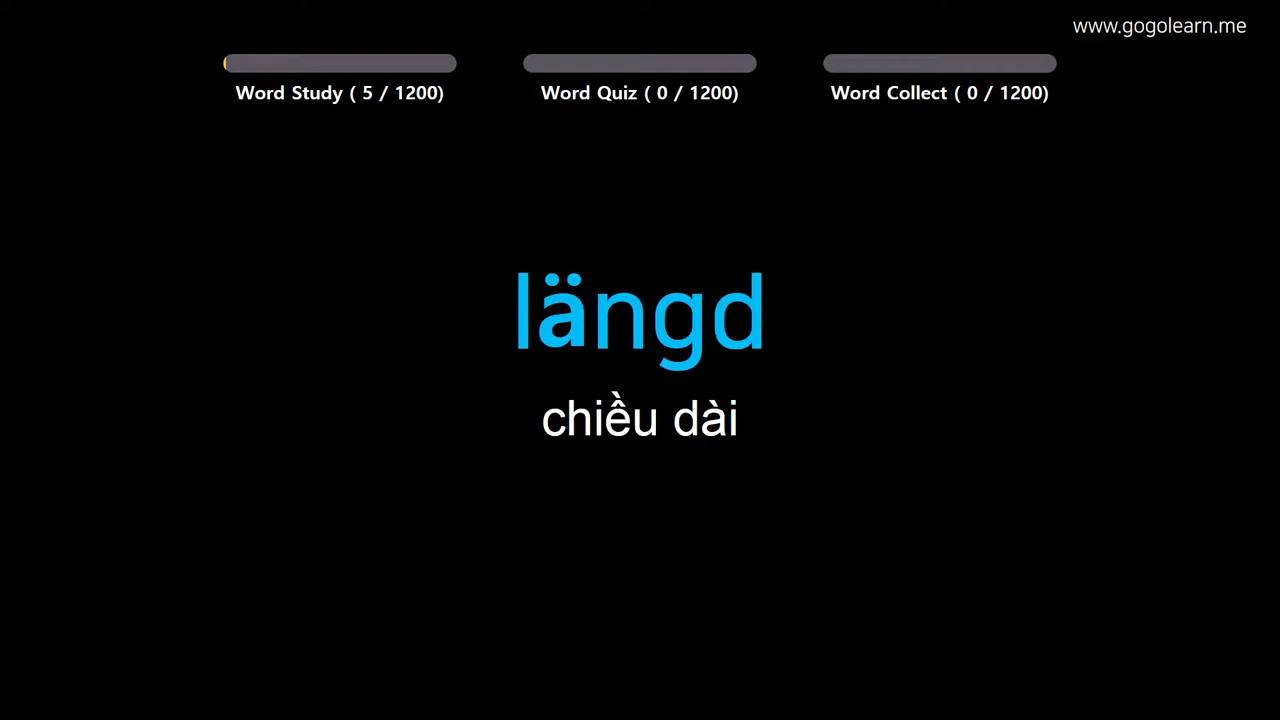 www.gogolearn.me
Word Study ( 5 / 1200)
Word Quiz ( 0 / 1200)
Word Collect ( 0 / 1200)
längd
chiều dài